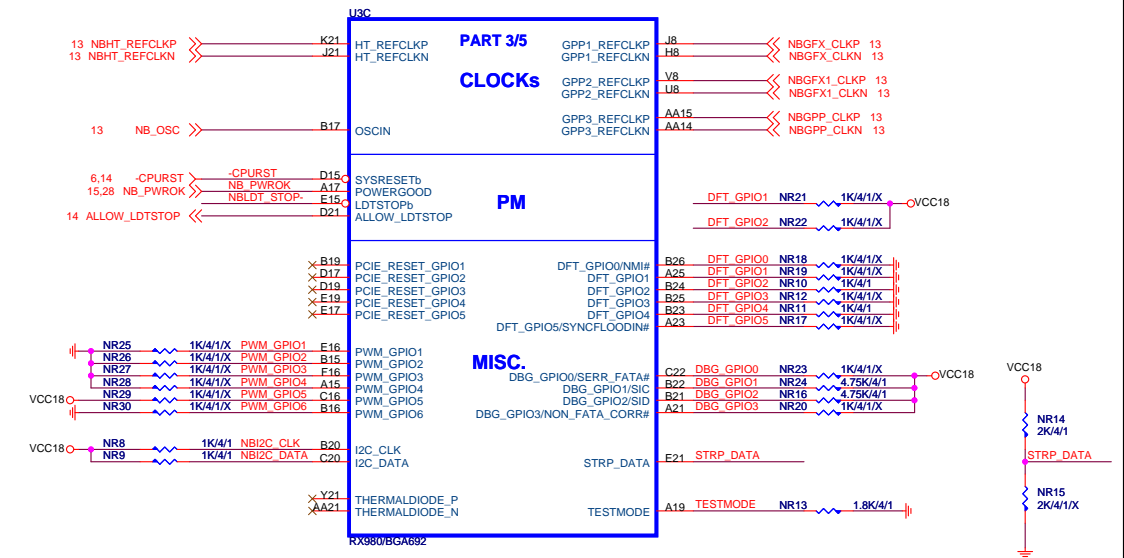 U3C
PART 3/5
CLOCKs
13 NBHT_REFCLKP K21 HT_REFCLKP GPP1_REFCLKP J8 NBGFX_CLKP 13
13 NBHT_REFCLKN J21 HT_REFCLKN GPP1_REFCLKN H8 NBGFX_CLKN 13
GPP2_REFCLKP V8 NBGFX1_CLKP 13
GPP2_REFCLKN U8 NBGFX1_CLKN 13
GPP3_REFCLKP AA15 NBGPP_CLKP 13
13 NB_OSC B17 OSCIN GPP3_REFCLKN AA14 NBGPP_CLKN 13
PM
6,14 -CPURST -CPURST D15 SYSRESETb
15,28 NB_PWROK NB_PWROK A17 POWERGOOD
NBLDT_STOP- E15 LDTSTOPb
14 ALLOW_LDTSTOP D21 ALLOW_LDTSTOP
DFT_GPIO1 NR21 1K/4/1/X VCC18
DFT_GPIO2 NR22 1K/4/1/X
MISC.
B19 PCIE_RESET_GPIO1 DFT_GPIO0/NMI# B26 DFT_GPIO0 NR18 1K/4/1/X
D17 PCIE_RESET_GPIO2 DFT_GPIO1 A25 DFT_GPIO1 NR19 1K/4/1/X
D19 PCIE_RESET_GPIO3 DFT_GPIO2 B24 DFT_GPIO2 NR10 1K/4/1
E19 PCIE_RESET_GPIO4 DFT_GPIO3 B25 DFT_GPIO3 NR12 1K/4/1/X
E17 PCIE_RESET_GPIO5 DFT_GPIO4 B23 DFT_GPIO4 NR11 1K/4/1
DFT_GPIO5/SYNCFLOODIN# A23 DFT_GPIO5 NR17 1K/4/1/X
NR25 1K/4/1/X PWM_GPIO1 E16 PWM_GPIO1
NR26 1K/4/1/X PWM_GPIO2 B15 PWM_GPIO2
NR27 1K/4/1/X PWM_GPIO3 F16 PWM_GPIO3
NR28 1K/4/1/X PWM_GPIO4 A15 PWM_GPIO4
VCC18 NR29 1K/4/1/X PWM_GPIO5 C16 PWM_GPIO5
NR30 1K/4/1/X PWM_GPIO6 B16 PWM_GPIO6
DBG_GPIO0/SERR_FATA# C22 DBG_GPIO0 NR23 1K/4/1/X VCC18
DBG_GPIO1/SIC B22 DBG_GPIO1 NR24 4.75K/4/1
DBG_GPIO2/SID B21 DBG_GPIO2 NR16 4.75K/4/1
DBG_GPIO3/NON_FATA_CORR# A21 DBG_GPIO3 NR20 1K/4/1/X
VCC18 NR8 1K/4/1 NBI2C_CLK B20 I2C_CLK
NR9 1K/4/1 NBI2C_DATA C20 I2C_DATA
STRP_DATA E21 STRP_DATA
Y21 THERMALDIODE_P
AA21 THERMALDIODE_N
TESTMODE A19 TESTMODE NR13 1.8K/4/1
VCC18
NR14
2K/4/1
STRP_DATA
NR15
2K/4/1/X
RX980/BGA692